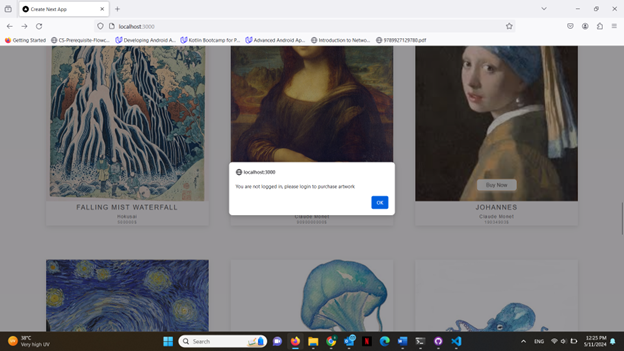 Create Next App
localhost:3000
Getting Started
CS-Prerequisite-Flowc...
Developing Android A...
Kotlin Bootcamp for P...
Advanced Android Ap...
Introduction to Netwo...
9789927129780.pdf
localhost:3000
You are not logged in, please login to purchase artwork
OK
Buy Now
FALLING MIST WATERFALL
Hokusai
Claude Monet
JOHANNES
Claude Monet
38°C
Very high UV
Search
ENG
12:25 PM
5/11/2024